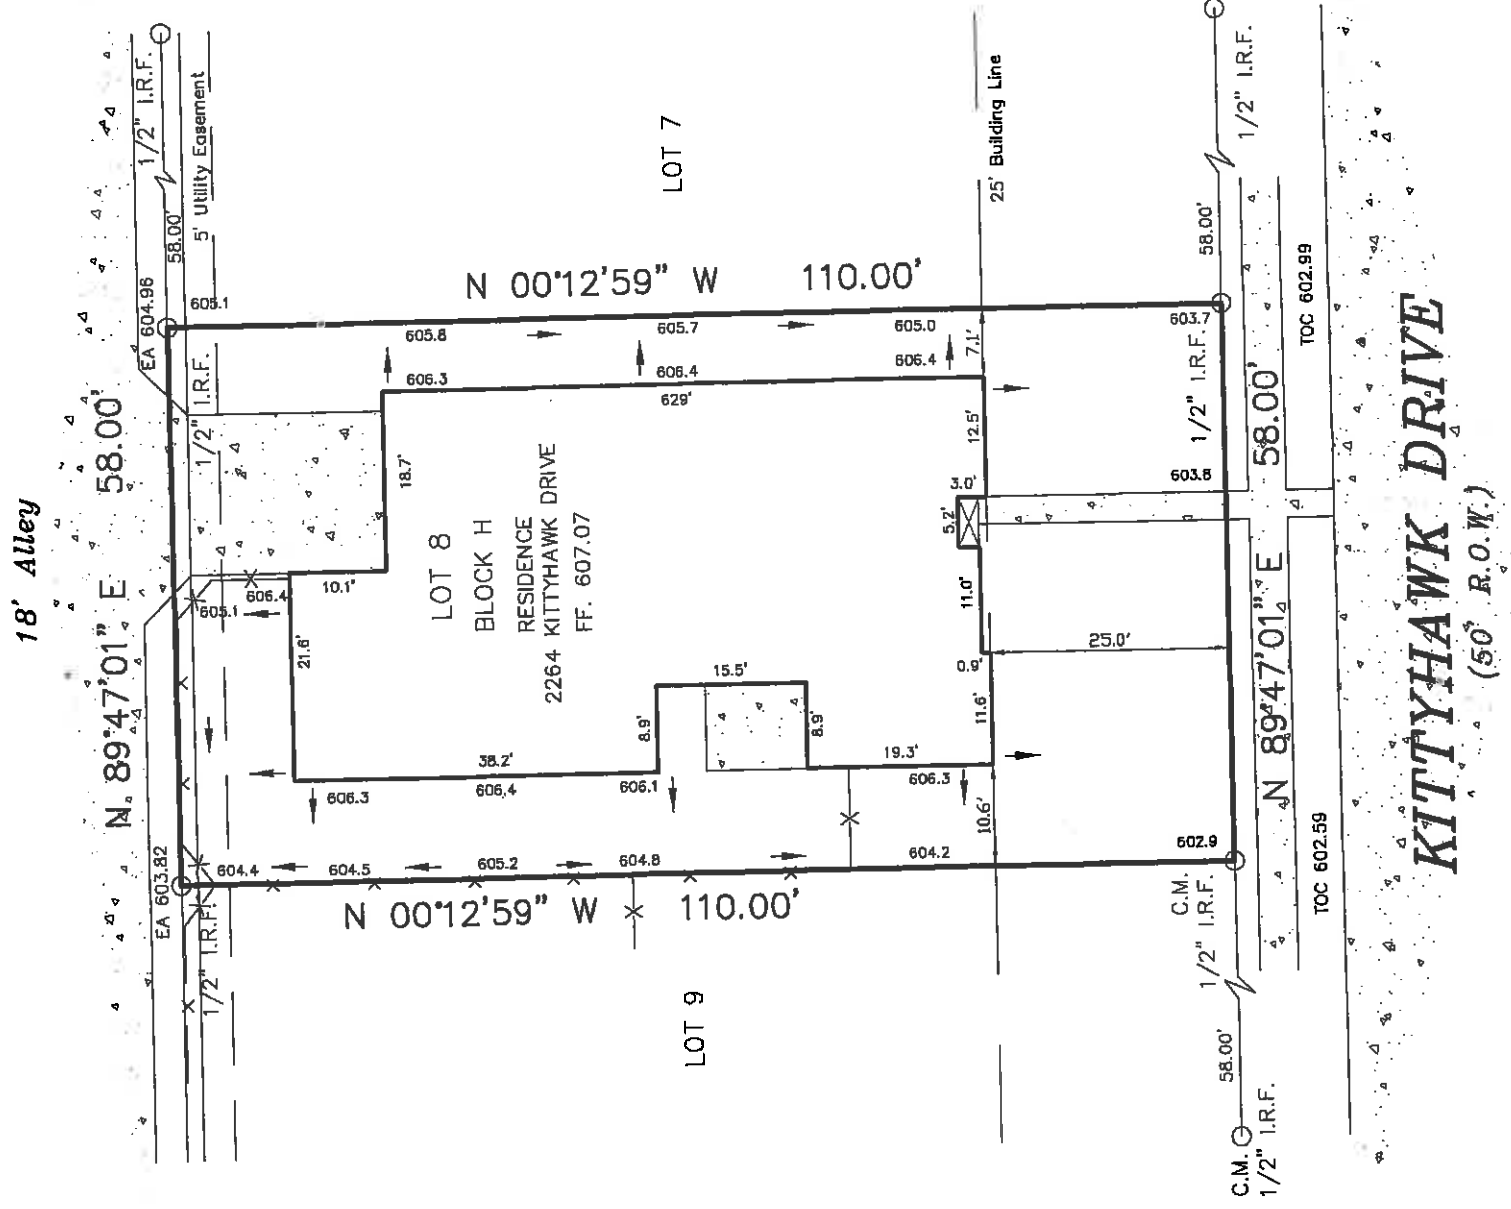 18' Alley
N 89°47'01" E 58.00'
EA 604.96
EA 603.82
1/2" I.R.F.
58.00'
5' Utility Easement
605.1
1/2" I.R.F.
LOT 7
25' Building Line
N 00°12'59" W 110.00'
605.8
605.7
605.0
603.7
606.3
606.4
606.4
7.1'
629'
18.7'
12.5'
3.0'
5.2'
10.1'
606.4
605.1
21.6'
LOT 8
BLOCK H
RESIDENCE
2264 KITTYHAWK DRIVE
FF. 607.07
11.0'
25.0'
0.9'
11.6'
15.5'
8.9'
8.9'
38.2'
19.3'
606.3
606.4
606.1
606.3
10.6'
604.4
604.5
605.2
604.8
604.2
602.9
N 00°12'59" W 110.00'
1/2" I.R.F.
LOT 9
1/2" I.R.F.
58.00'
1/2" I.R.F.
603.8
58.00'
N 89°47'01" E
TOC 602.99
TOC 602.59
C.M.
1/2" I.R.F.
58.00'
C.M.
1/2" I.R.F.
KITTYHAWK DRIVE
(50' R.O.W.)